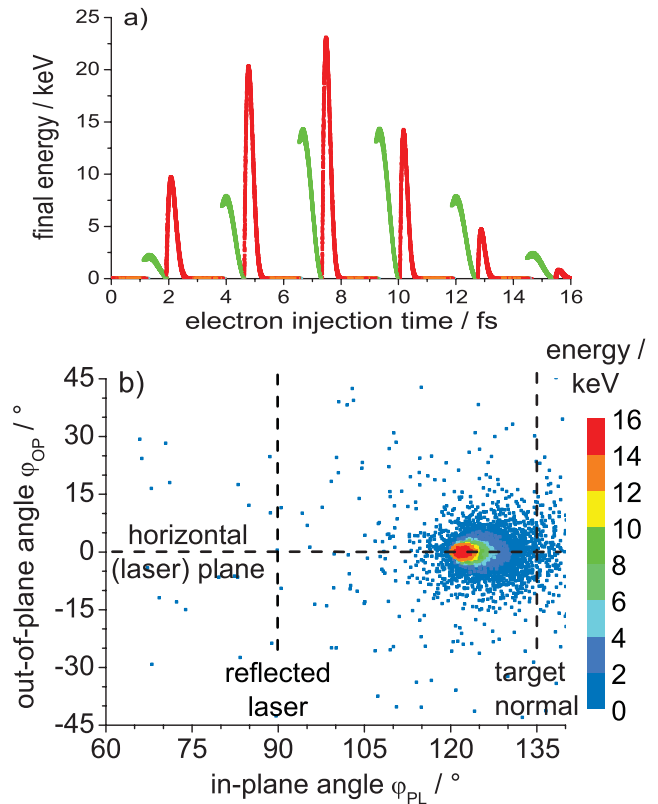 a)
final energy / keV
25
20
15
10
5
0
0 2 4 6 8 10 12 14 16
electron injection time / fs
energy /
keV
b)
out-of-plane angle φOP / °
45
30
15
0
-15
-30
-45
horizontal
(laser) plane
reflected
laser
target
normal
16
14
12
10
8
6
4
2
0
60 75 90 105 120 135
in-plane angle φPL / °